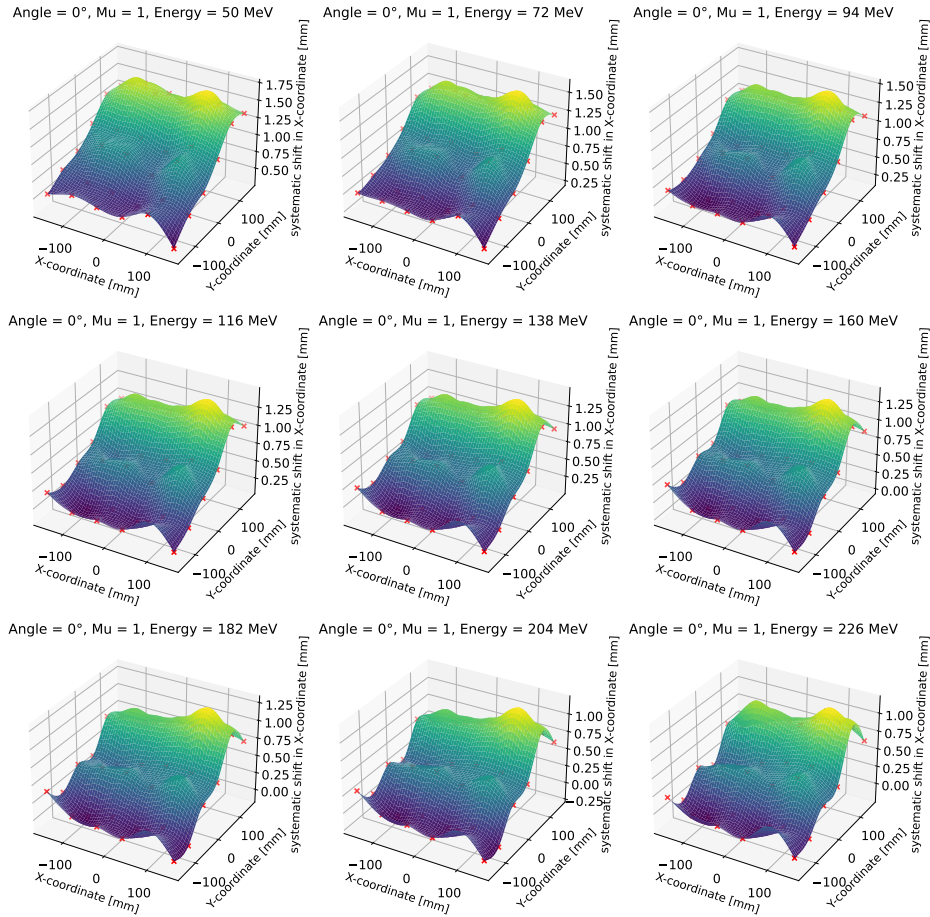 Angle = 0°, Mu = 1, Energy = 50 MeV
1.75
1.50
1.25
1.00
0.75
0.50
systematic shift in X-coordinate [mm]
−100
0
100
X-coordinate [mm]
−100
0
100
Y-coordinate [mm]
Angle = 0°, Mu = 1, Energy = 72 MeV
1.50
1.25
1.00
0.75
0.50
0.25
systematic shift in X-coordinate [mm]
−100
0
100
X-coordinate [mm]
−100
0
100
Y-coordinate [mm]
Angle = 0°, Mu = 1, Energy = 94 MeV
1.50
1.25
1.00
0.75
0.50
0.25
systematic shift in X-coordinate [mm]
−100
0
100
X-coordinate [mm]
−100
0
100
Y-coordinate [mm]
Angle = 0°, Mu = 1, Energy = 116 MeV
1.25
1.00
0.75
0.50
0.25
systematic shift in X-coordinate [mm]
−100
0
100
X-coordinate [mm]
−100
0
100
Y-coordinate [mm]
Angle = 0°, Mu = 1, Energy = 138 MeV
1.25
1.00
0.75
0.50
0.25
systematic shift in X-coordinate [mm]
−100
0
100
X-coordinate [mm]
−100
0
100
Y-coordinate [mm]
Angle = 0°, Mu = 1, Energy = 160 MeV
1.25
1.00
0.75
0.50
0.25
0.00
systematic shift in X-coordinate [mm]
−100
0
100
X-coordinate [mm]
−100
0
100
Y-coordinate [mm]
Angle = 0°, Mu = 1, Energy = 182 MeV
1.25
1.00
0.75
0.50
0.25
0.00
systematic shift in X-coordinate [mm]
−100
0
100
X-coordinate [mm]
−100
0
100
Y-coordinate [mm]
Angle = 0°, Mu = 1, Energy = 204 MeV
1.00
0.75
0.50
0.25
0.00
−0.25
systematic shift in X-coordinate [mm]
−100
0
100
X-coordinate [mm]
−100
0
100
Y-coordinate [mm]
Angle = 0°, Mu = 1, Energy = 226 MeV
1.00
0.75
0.50
0.25
0.00
systematic shift in X-coordinate [mm]
−100
0
100
X-coordinate [mm]
−100
0
100
Y-coordinate [mm]